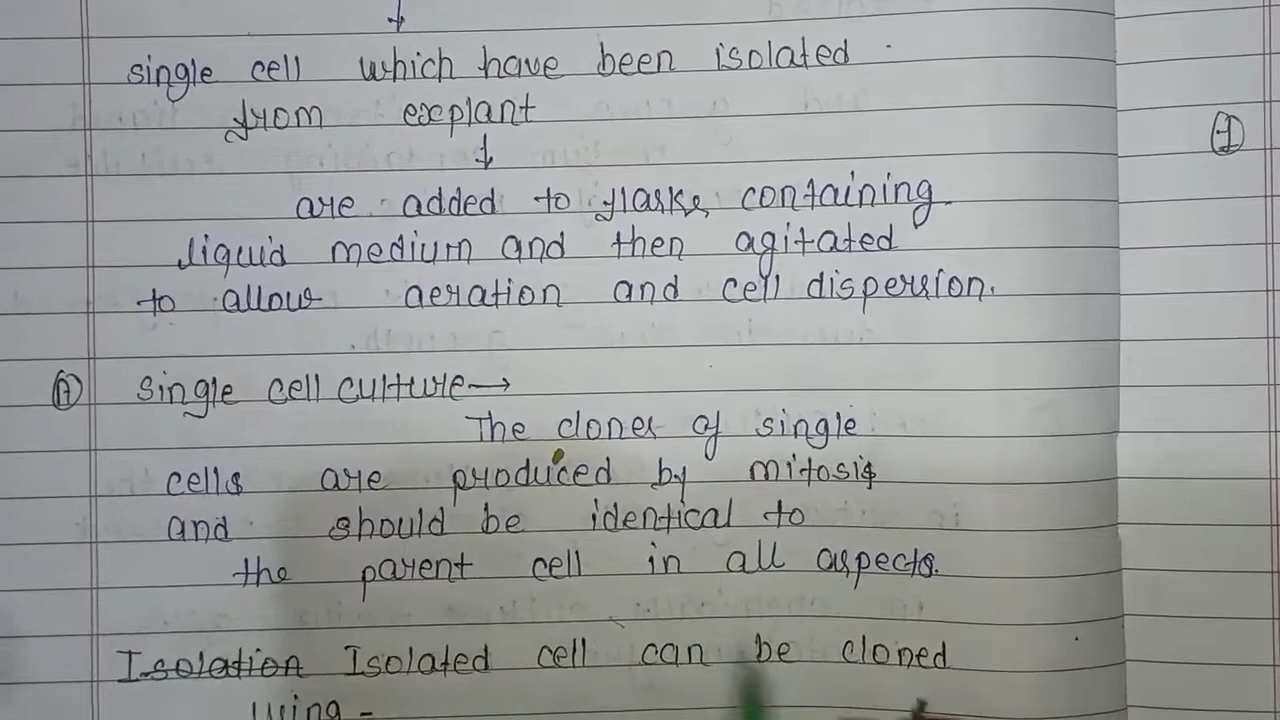 ↓
single cell which have been isolated
from explant
↓
are added to flasks containing
liquid medium and then agitated
to allow aeration and cell dispersion.
Ⓐ single cell culture→
The clones of single
cells are produced by mitosis
and should be identical to
the parent cell in all aspects.
Isolation Isolated cell can be cloned
using -